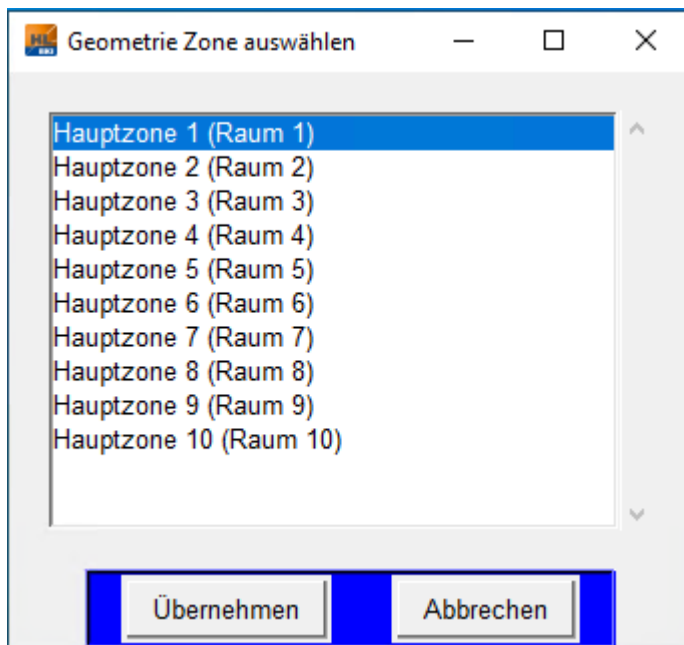 Geometrie Zone auswählen
Hauptzone 1 (Raum 1)
Hauptzone 2 (Raum 2)
Hauptzone 3 (Raum 3)
Hauptzone 4 (Raum 4)
Hauptzone 5 (Raum 5)
Hauptzone 6 (Raum 6)
Hauptzone 7 (Raum 7)
Hauptzone 8 (Raum 8)
Hauptzone 9 (Raum 9)
Hauptzone 10 (Raum 10)
Übernehmen Abbrechen